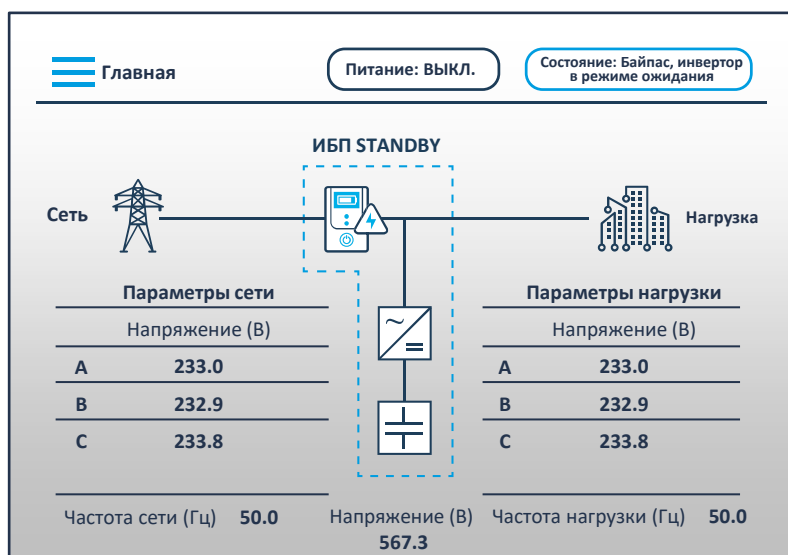 Главная
Питание: ВЫКЛ.
Состояние: Байпас, инвертор
в режиме ожидания
ИБП STANDBY
Сеть
Нагрузка
Параметры сети
Напряжение (В)
A 233.0
B 232.9
C 233.8
Частота сети (Гц) 50.0
Напряжение (В)
567.3
Параметры нагрузки
Напряжение (В)
A 233.0
B 232.9
C 233.8
Частота нагрузки (Гц) 50.0